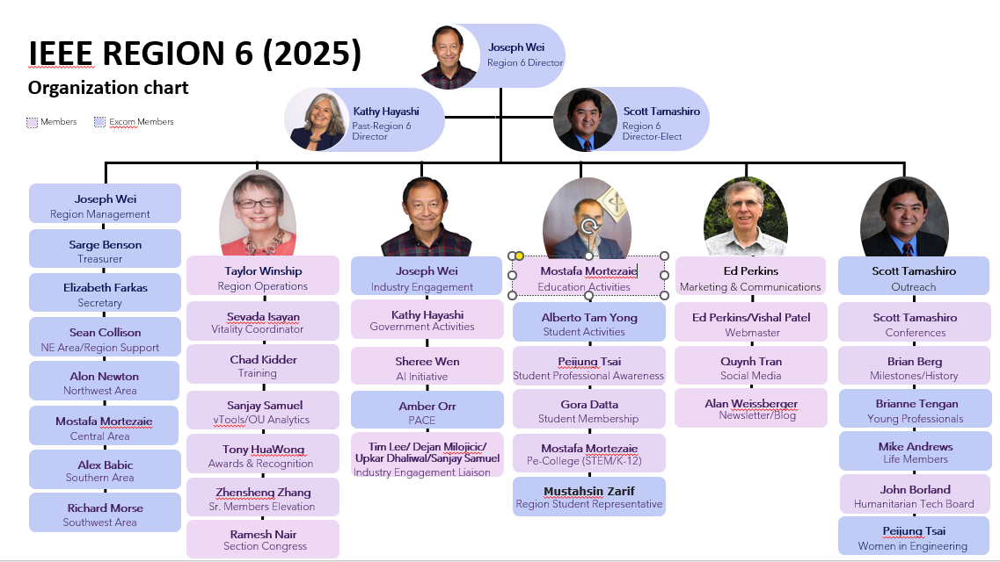 IEEE REGION 6 (2025)
Organization chart
Members
Excom Members
Joseph Wei
Region 6 Director
Kathy Hayashi
Past-Region 6
Director
Scott Tamashiro
Region 6
Director-Elect
Joseph Wei
Region Management
Sarge Benson
Treasurer
Elizabeth Farkas
Secretary
Sean Collison
NE Area/Region Support
Alon Newton
Northwest Area
Mostafa Mortezaie
Central Area
Alex Babic
Southern Area
Richard Morse
Southwest Area
Taylor Winship
Region Operations
Sevada Isayan
Vitality Coordinator
Chad Kidder
Training
Sanjay Samuel
vTools/OU Analytics
Tony HuaWong
Awards & Recognition
Zhensheng Zhang
Sr. Members Elevation
Ramesh Nair
Section Congress
Joseph Wei
Industry Engagement
Kathy Hayashi
Government Activities
Sheree Wen
AI Initiative
Amber Orr
PACE
Tim Lee/ Dejan Milojicic/
Upkar Dhaliwal/Sanjay Samuel
Industry Engagement Liaison
Mostafa Mortezaie
Education Activities
Alberto Tam Yong
Student Activities
Peijung Tsai
Student Professional Awareness
Gora Datta
Student Membership
Mostafa Mortezaie
Pe-College (STEM/K-12)
Mustahsin Zarif
Region Student Representative
Ed Perkins
Marketing & Communications
Ed Perkins/Vishal Patel
Webmaster
Quynh Tran
Social Media
Alan Weissberger
Newsletter/Blog
Scott Tamashiro
Outreach
Scott Tamashiro
Conferences
Brian Berg
Milestones/History
Brianne Tengan
Young Professionals
Mike Andrews
Life Members
John Borland
Humanitarian Tech Board
Peijung Tsai
Women in Engineering